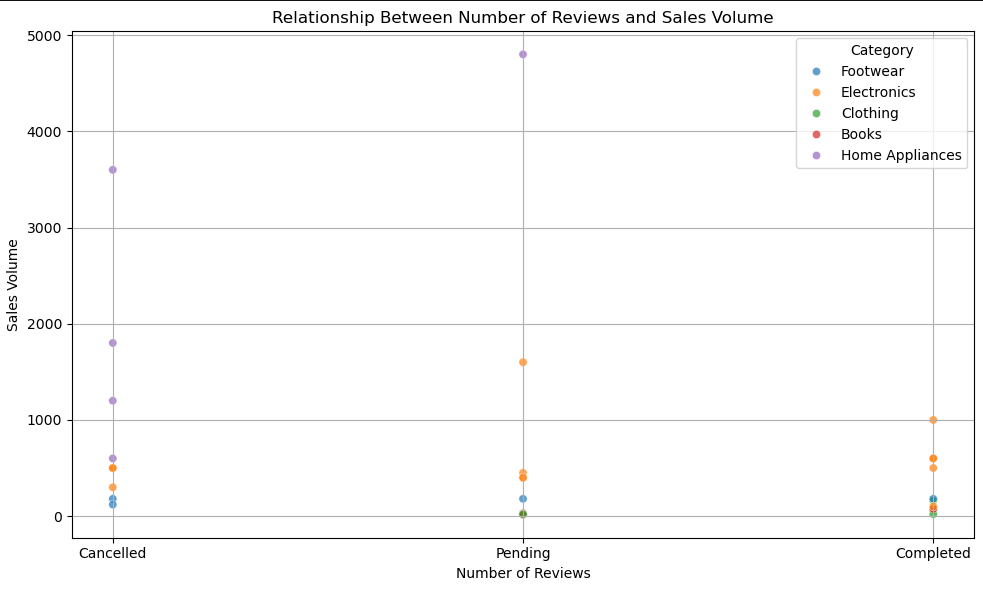 Relationship Between Number of Reviews and Sales Volume
5000
4000
3000
2000
1000
0
Sales Volume
Category
Footwear
Electronics
Clothing
Books
Home Appliances
Cancelled
Pending
Completed
Number of Reviews